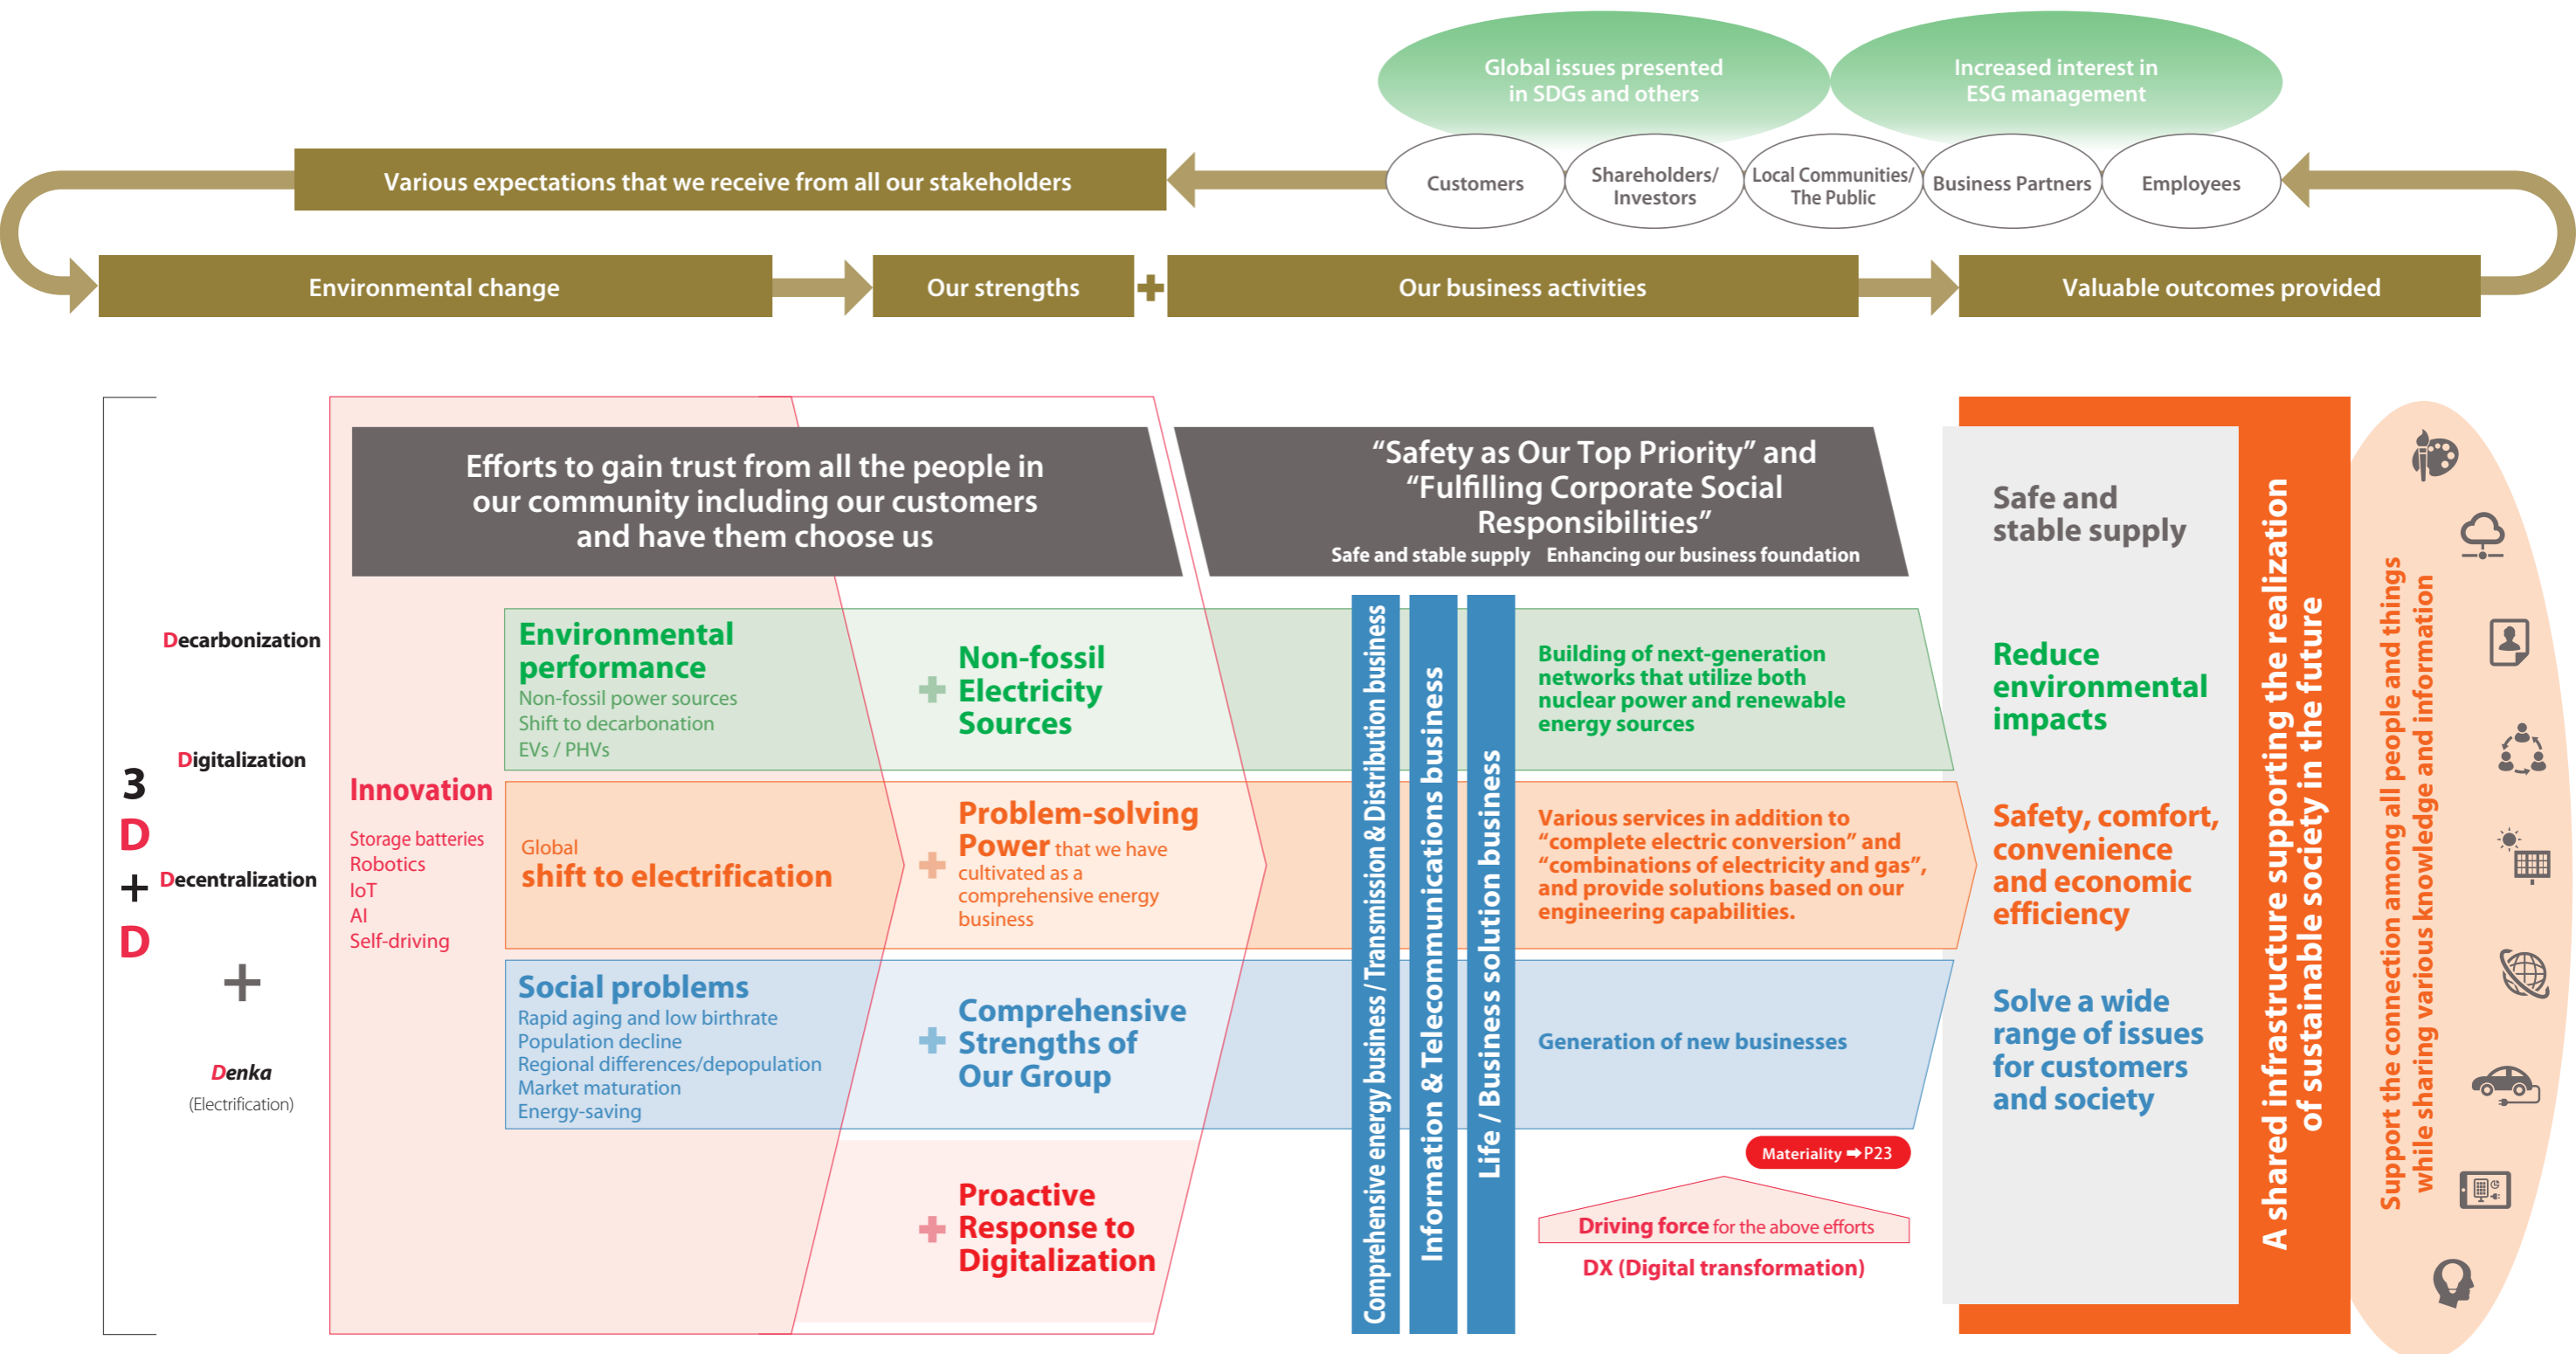 Global issues presented
in SDGs and others
Increased interest in
ESG management
Various expectations that we receive from all our stakeholders
Customers
Shareholders/
Investors
Local Communities/
The Public
Business Partners
Employees
Environmental change
Our strengths
+
Our business activities
Valuable outcomes provided
3
D
+
D
Decarbonization
Digitalization
Decentralization
+
Denka
(Electrification)
Efforts to gain trust from all the people in
our community including our customers
and have them choose us
Innovation
Storage batteries
Robotics
IoT
AI
Self-driving
Environmental
performance
Non-fossil power sources
Shift to decarbonation
EVs / PHVs
Global
shift to electrification
Social problems
Rapid aging and low birthrate
Population decline
Regional differences/depopulation
Market maturation
Energy-saving
+
Non-fossil
Electricity
Sources
+
Problem-solving
Power that we have
cultivated as a
comprehensive energy
business
+
Comprehensive
Strengths of
Our Group
+
Proactive
Response to
Digitalization
“Safety as Our Top Priority” and
“Fulfilling Corporate Social
Responsibilities”
Safe and stable supply Enhancing our business foundation
Comprehensive energy business / Transmission & Distribution business
Information & Telecommunications business
Life / Business solution business
Building of next-generation
networks that utilize both
nuclear power and renewable
energy sources
Various services in addition to
“complete electric conversion” and
“combinations of electricity and gas”,
and provide solutions based on our
engineering capabilities.
Generation of new businesses
Materiality ➡ P23
Driving force for the above efforts
DX (Digital transformation)
Safe and
stable supply
Reduce
environmental
impacts
Safety, comfort,
convenience
and economic
efficiency
Solve a wide
range of issues
for customers
and society
A shared infrastructure supporting the realization
of sustainable society in the future
Support the connection among all people and things
while sharing various knowledge and information